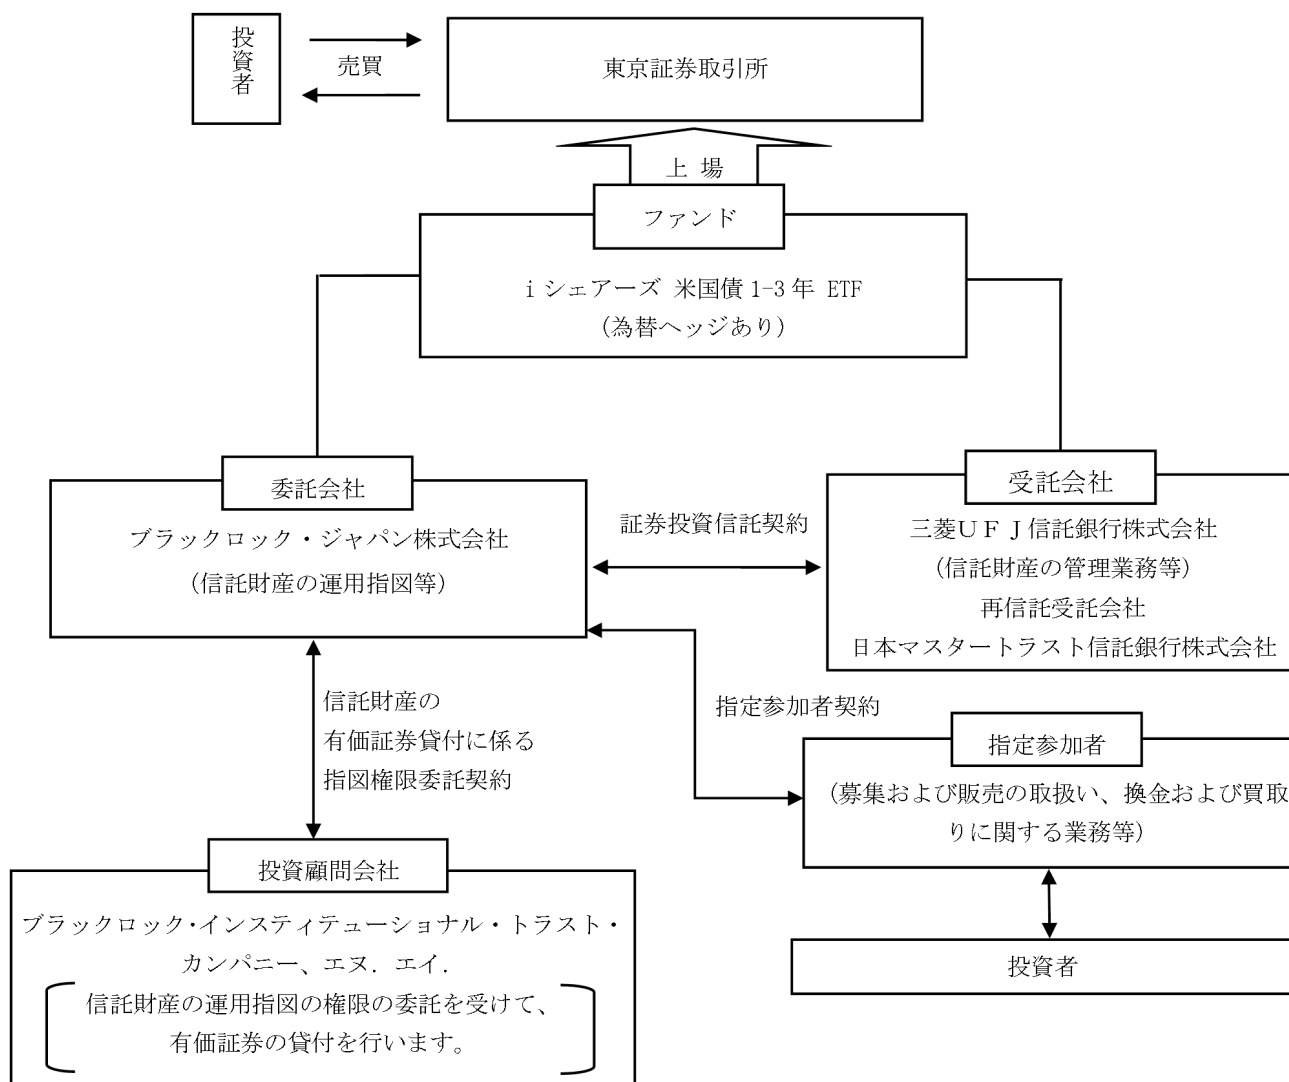 投資者
売買
東京証券取引所
上 場
ファンド
i シェアーズ 米国債 1-3 年 ETF
（為替ヘッジあり）
委託会社
ブラックロック・ジャパン株式会社
（信託財産の運用指図等）
証券投資信託契約
受託会社
三菱ＵＦＪ信託銀行株式会社
（信託財産の管理業務等）
再信託受託会社
日本マスタートラスト信託銀行株式会社
信託財産の
有価証券貸付に係る
指図権限委託契約
指定参加者契約
指定参加者
（募集および販売の取扱い、換金および買取
りに関する業務等）
投資顧問会社
ブラックロック・インスティテューショナル・トラスト・
カンパニー、エヌ．エイ．
信託財産の運用指図の権限の委託を受けて、
有価証券の貸付を行います。
投資者